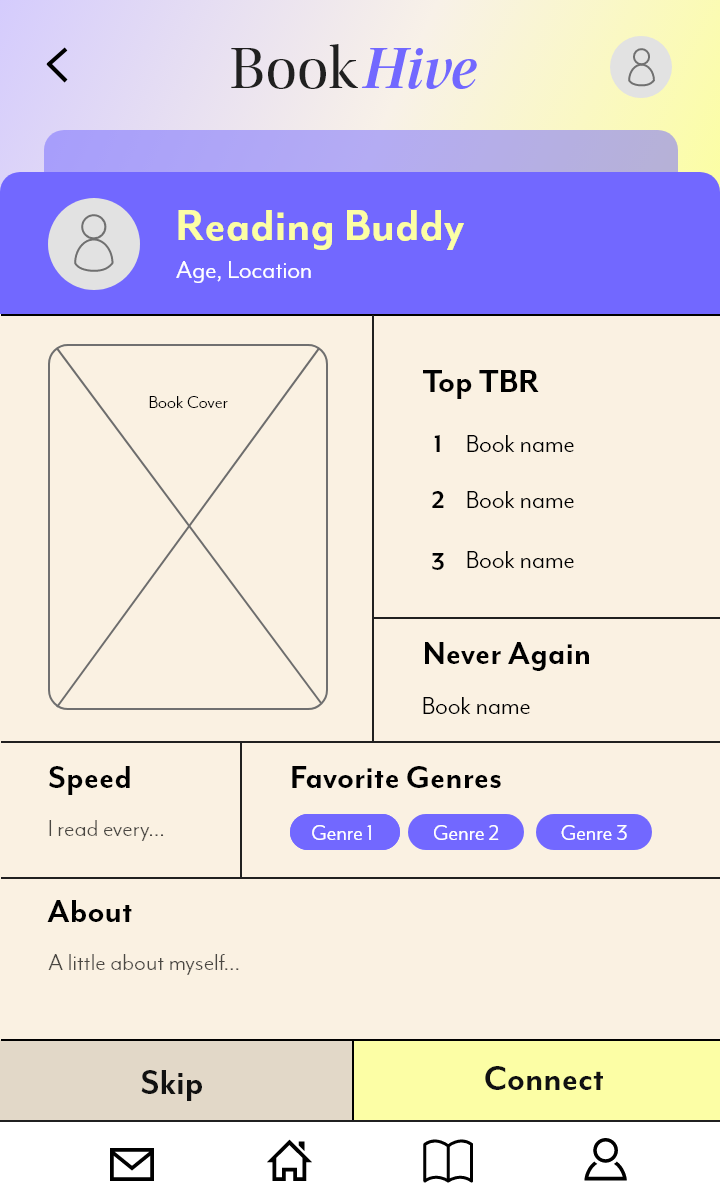 BookHive
Reading Buddy
Age, Location
Book Cover
Top TBR
1 Book name
2 Book name
3 Book name
Never Again
Book name
Speed
I read every...
Favorite Genres
Genre 1 Genre 2 Genre 3
About
A little about myself...
Skip Connect